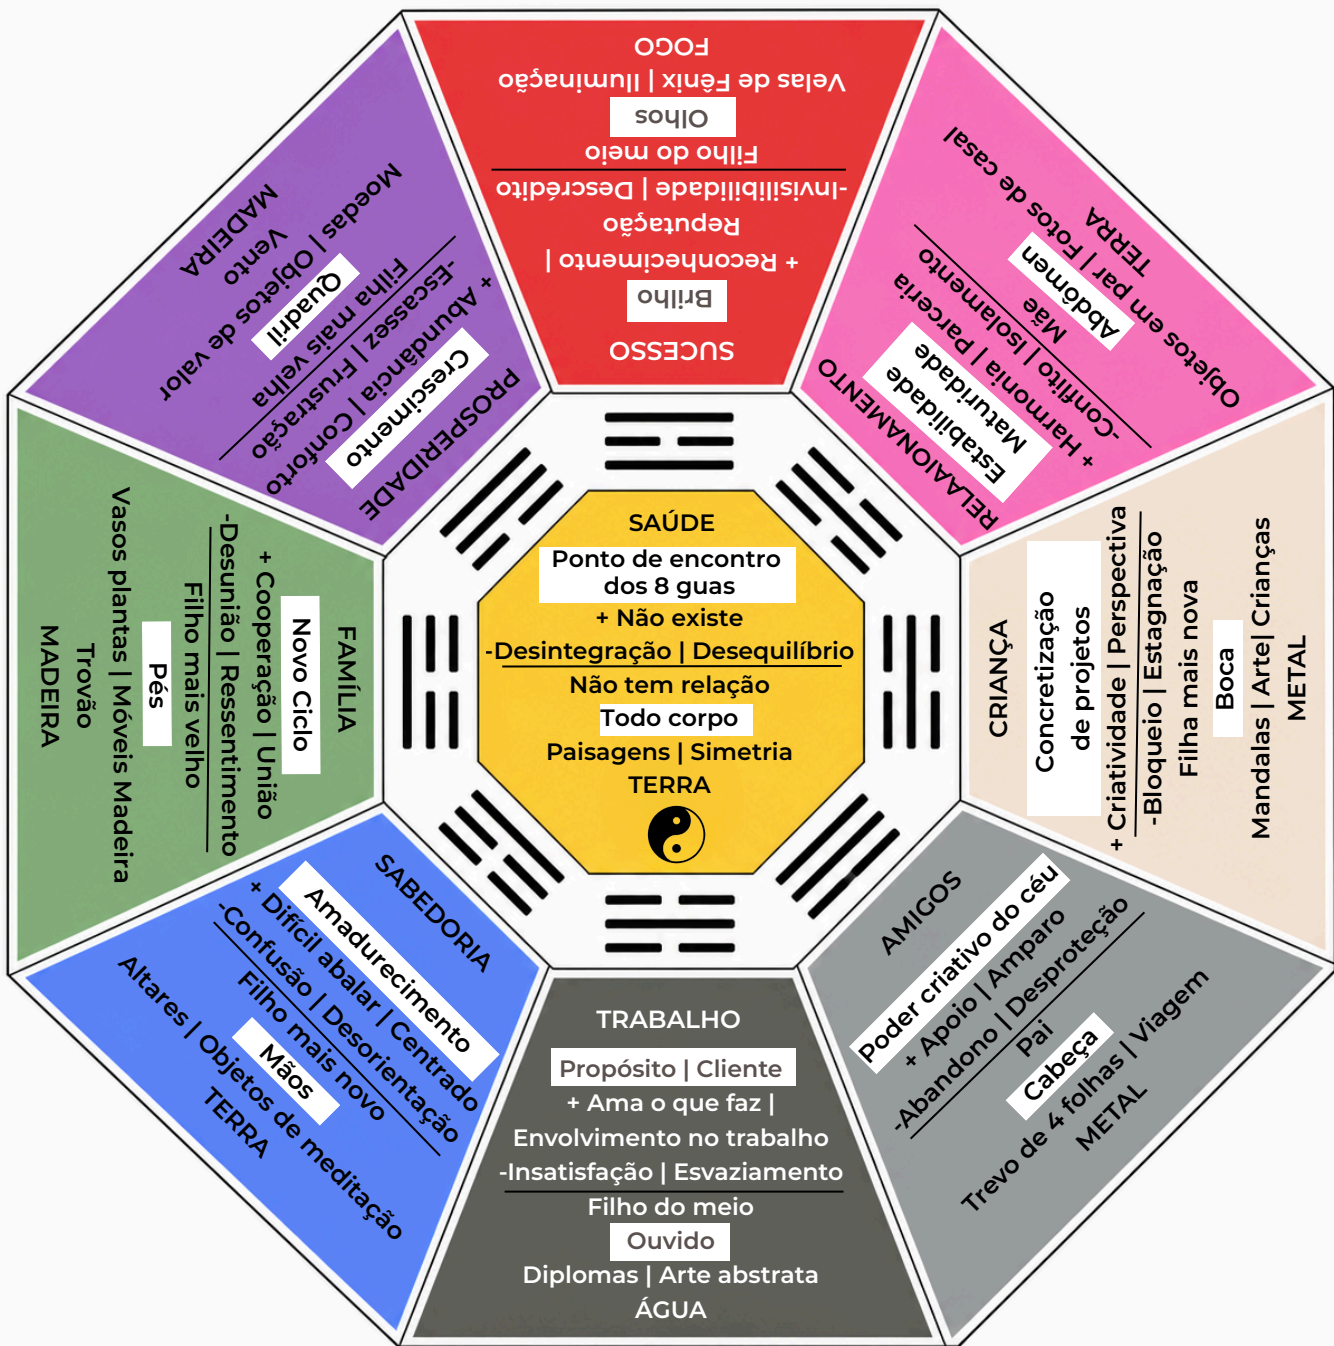 SUCESSO
Brilho
+ Reconhecimento |
Reputação
-Invisibilidade | Descrédito
Filho do meio
Olhos
Velas de Fênix | Iluminação
FOGO
RELAAIONAMENTO
Estabilidade
Maturidade
+ Harmonia | Parceria
-Conflito | Isolamento
Mãe
Abdômen
Objetos em par | Fotos de casal
TERRA
CRIANÇA
Concretização
de projetos
+ Criatividade | Perspectiva
-Bloqueio | Estagnação
Filha mais nova
Boca
Mandalas | Arte| Crianças
METAL
AMIGOS
Poder criativo do céu
+ Apoio | Amparo
-Abandono | Desproteção
Pai
Cabeça
Trevo de 4 folhas | Viagem
METAL
TRABALHO
Propósito | Cliente
+ Ama o que faz |
Envolvimento no trabalho
-Insatisfação | Esvaziamento
Filho do meio
Ouvido
Diplomas | Arte abstrata
ÁGUA
SABEDORIA
Amadurecimento
+ Difícil abalar | Centrado
-Confusão | Desorientação
Filho mais novo
Mãos
Altares | Objetos de meditação
TERRA
FAMÍLIA
Novo Ciclo
+ Cooperação | União
-Desunião | Ressentimento
Filho mais velho
Pés
Vasos plantas | Móveis Madeira
Trovão
MADEIRA
PROSPERIDADE
Crescimento
+ Abundância | Conforto
-Escassez | Frustração
Filha mais velha
Quadril
Moedas | Objetos de valor
Vento
MADEIRA
SAÚDE
Ponto de encontro
dos 8 guas
+ Não existe
-Desintegração | Desequilíbrio
Não tem relação
Todo corpo
Paisagens | Simetria
TERRA